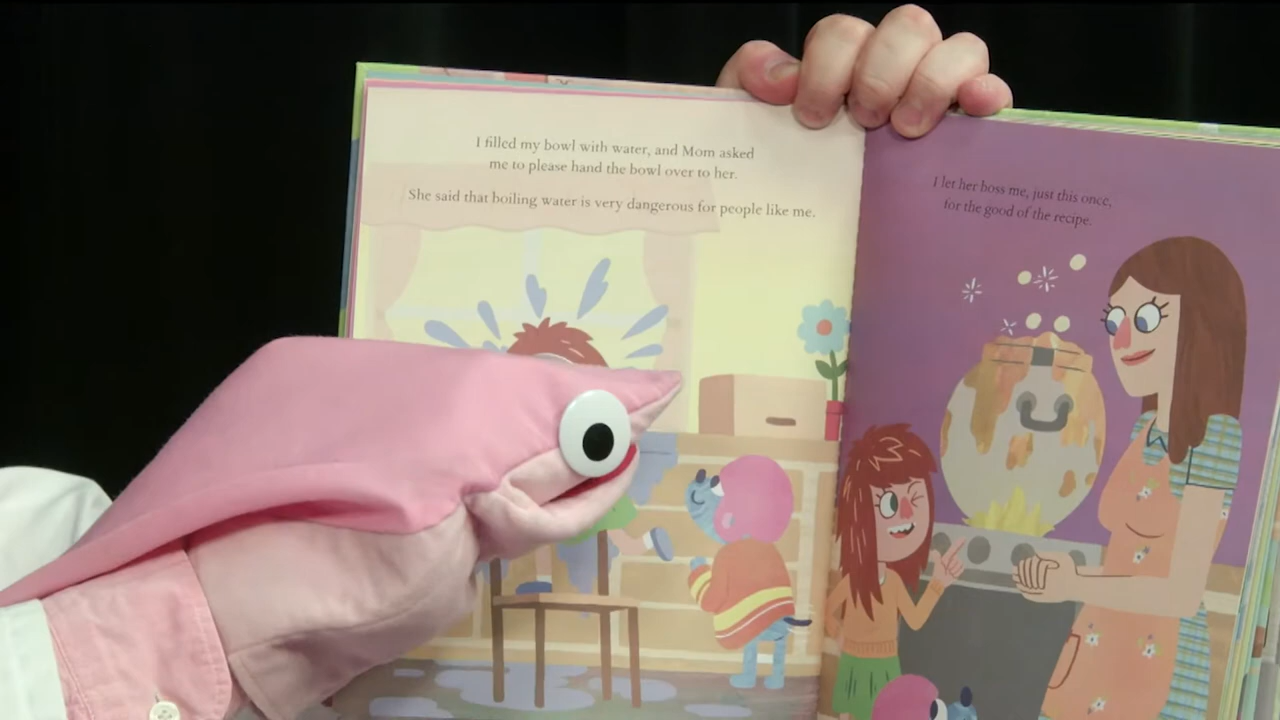 I filled my bowl with water, and Mom asked
me to please hand the bowl over to her.
She said that boiling water is very dangerous for people like me.
I let her boss me, just this once,
for the good of the recipe.